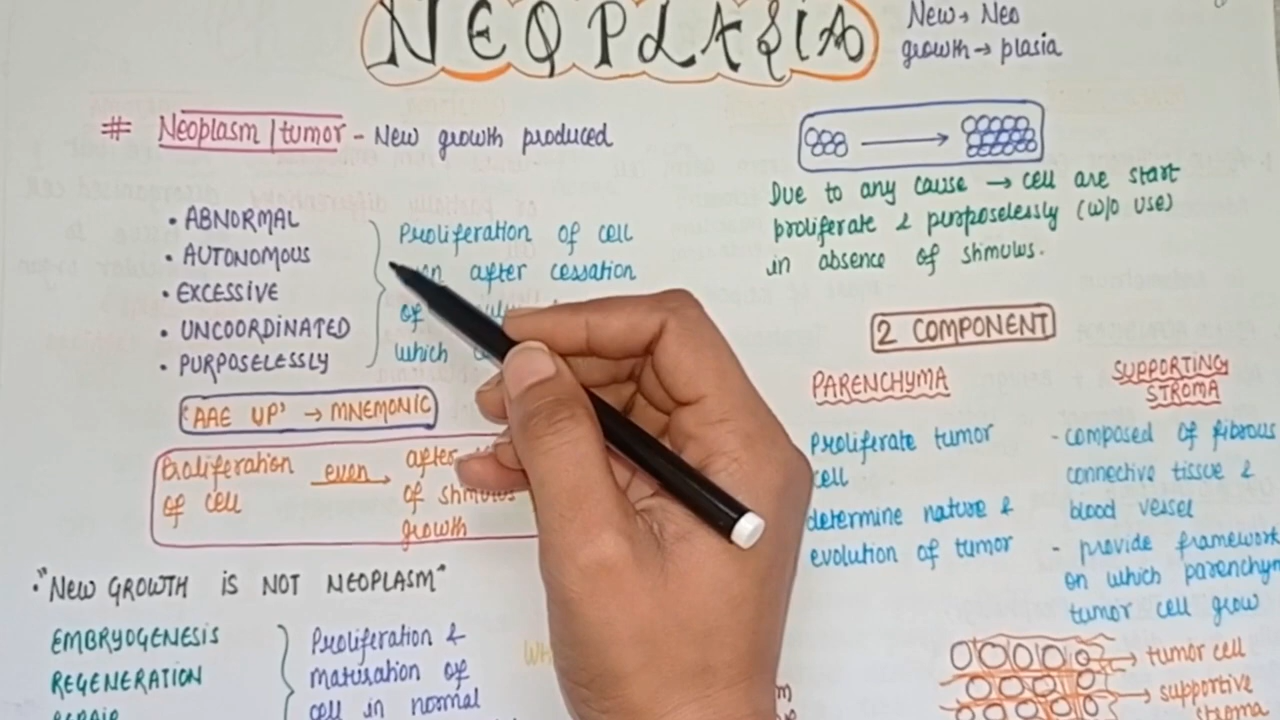 NEOPLASIA
New → Neo
growth → plasia
# Neoplasm / tumor - New growth produced
• ABNORMAL
• AUTONOMOUS
• EXCESSIVE
• UNCOORDINATED
• PURPOSELESSLY
Proliferation of cell
after cessation
of
which
'AAE UP' → MNEMONIC
Proliferation even → after
of cell of stimulus
growth
• "NEW GROWTH IS NOT NEOPLASM"
EMBRYOGENESIS
REGENERATION
REPAIR
Proliferation &
maturation of
cell in normal
Due to any cause → cell are start
proliferate & purposelessly (w/o use)
in absence of stimulus.
2 COMPONENT
PARENCHYMA
Proliferate tumor
cell
determine nature &
evolution of tumor
SUPPORTING
STROMA
- composed of fibrous
connective tissue &
blood vessel
- provide framework
on which parenchym
tumor cell grow
→ tumor cell
→ supportive
stroma